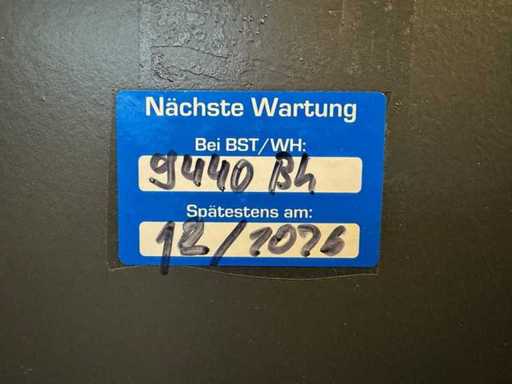 Nächste Wartung
Bei BST/WH:
9440 Bh
Spätestens am:
12/2026